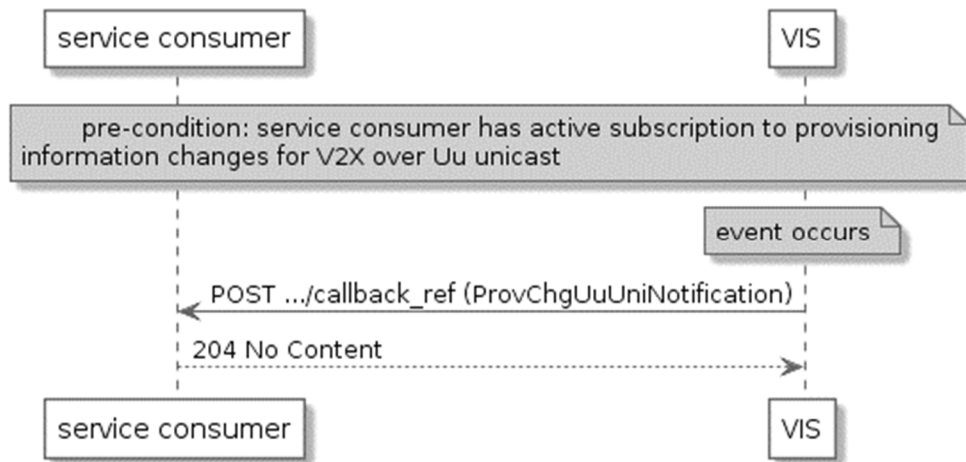 service consumer
VIS
pre-condition: service consumer has active subscription to provisioning
information changes for V2X over Uu unicast
event occurs
POST .../callback_ref (ProvChgUuUniNotification)
204 No Content
service consumer
VIS